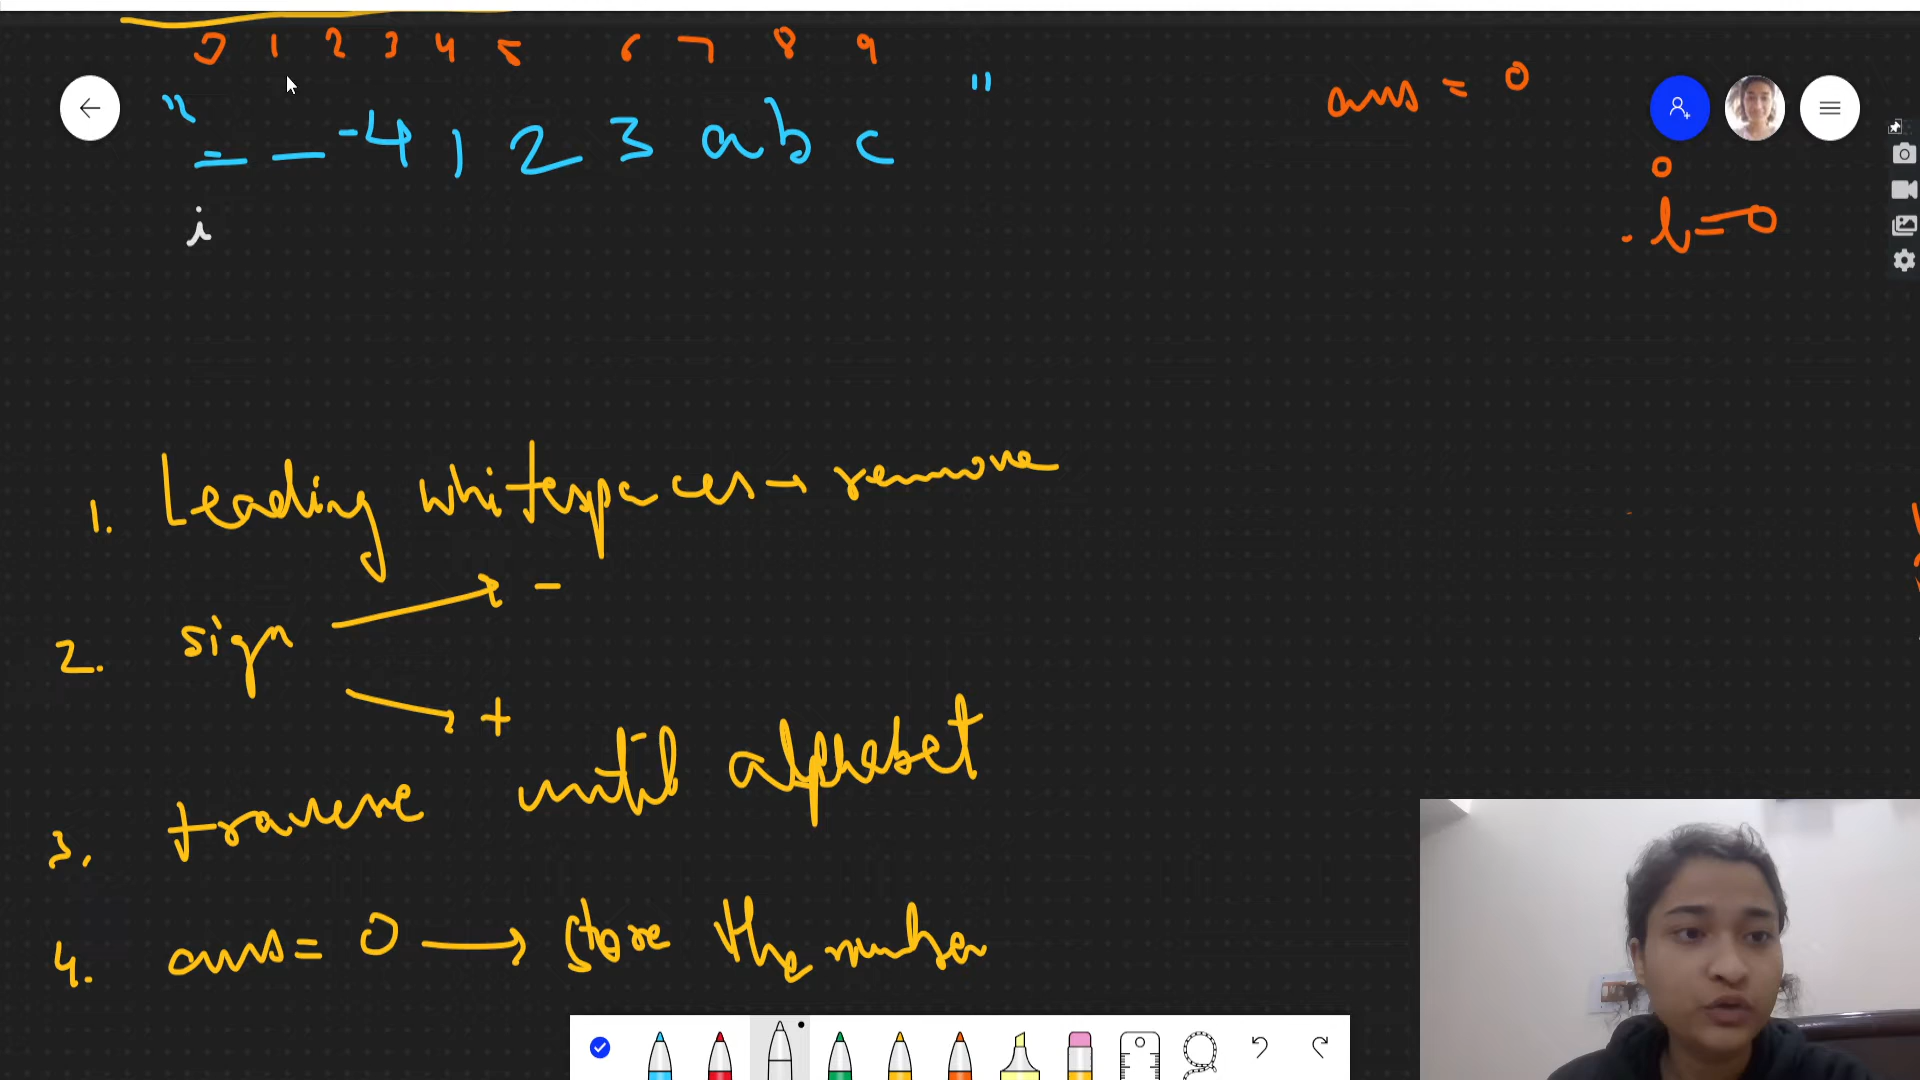 0 1 2 3 4 5 6 7 8 9
" _ _ -4 1 2 3 a b c "
ans = 0
i
i = 0
1. Leading whitespaces → remove
2. sign → -
→ +
3. traverse until alphabet
4. ans = 0 → store the number